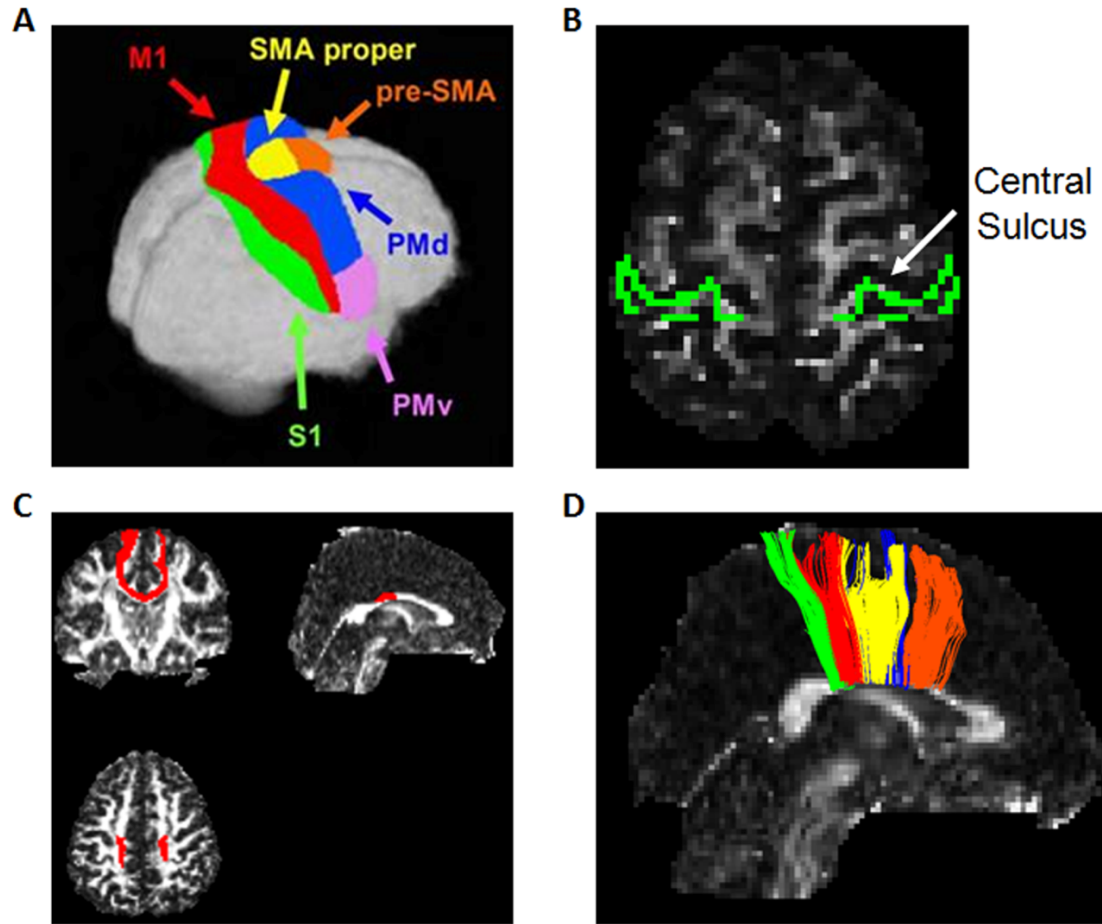 A
M1
SMA proper
pre-SMA
PMd
PMv
S1
B
Central
Sulcus
C
D